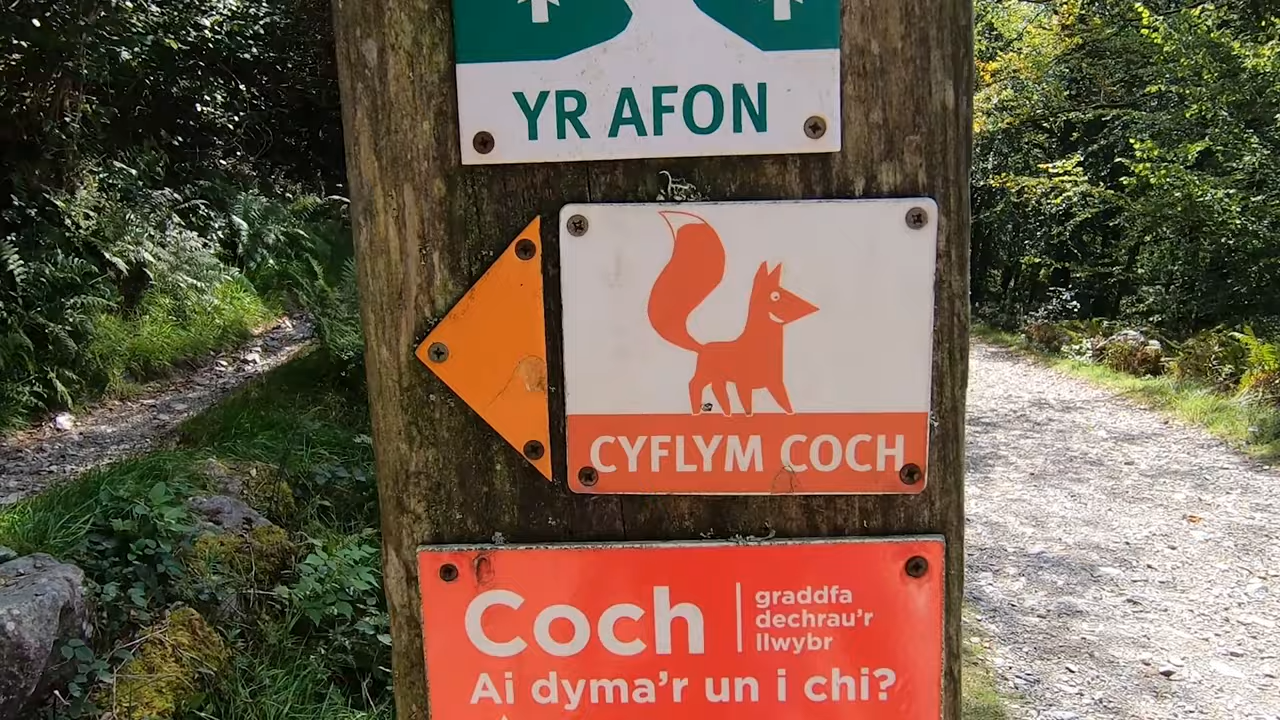 YR AFON
CYFLYM COCH
Coch
graddfa
dechrau'r
llwybr
Ai dyma'r un i chi?